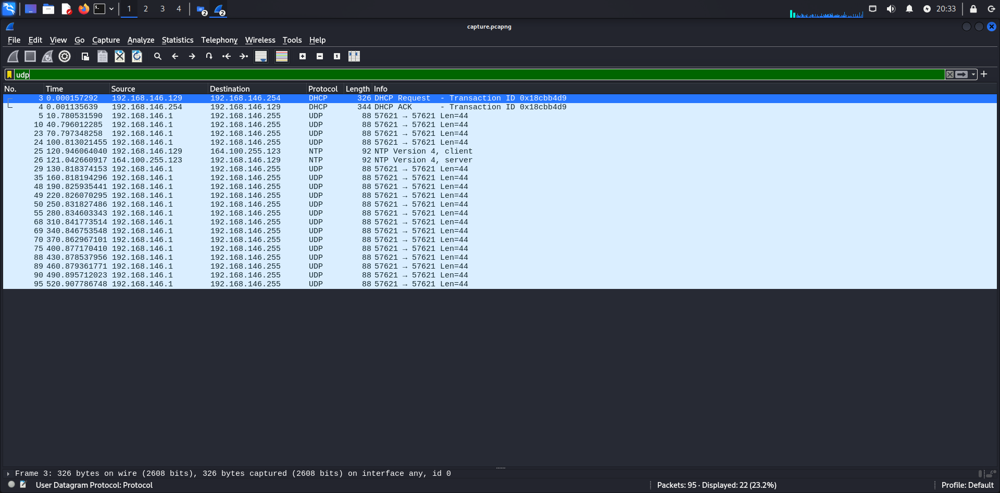 1 2 3 4 2 2 20:33
capture.pcapng
File Edit View Go Capture Analyze Statistics Telephony Wireless Tools Help
udp
No. Time Source Destination Protocol Length Info
3 0.000157292 192.168.146.129 192.168.146.254 DHCP 326 DHCP Request - Transaction ID 0x18cbb4d9
4 0.001135639 192.168.146.254 192.168.146.129 DHCP 344 DHCP ACK - Transaction ID 0x18cbb4d9
5 10.780531590 192.168.146.1 192.168.146.255 UDP 88 57621 → 57621 Len=44
10 40.796012285 192.168.146.1 192.168.146.255 UDP 88 57621 → 57621 Len=44
23 70.797348258 192.168.146.1 192.168.146.255 UDP 88 57621 → 57621 Len=44
24 100.813021455 192.168.146.1 192.168.146.255 UDP 88 57621 → 57621 Len=44
25 120.946064040 192.168.146.129 164.100.255.123 NTP 92 NTP Version 4, client
26 121.042660917 164.100.255.123 192.168.146.129 NTP 92 NTP Version 4, server
29 130.818374153 192.168.146.1 192.168.146.255 UDP 88 57621 → 57621 Len=44
35 160.818194296 192.168.146.1 192.168.146.255 UDP 88 57621 → 57621 Len=44
48 190.825935441 192.168.146.1 192.168.146.255 UDP 88 57621 → 57621 Len=44
49 220.826070295 192.168.146.1 192.168.146.255 UDP 88 57621 → 57621 Len=44
50 250.831827486 192.168.146.1 192.168.146.255 UDP 88 57621 → 57621 Len=44
55 280.834603343 192.168.146.1 192.168.146.255 UDP 88 57621 → 57621 Len=44
68 310.841773514 192.168.146.1 192.168.146.255 UDP 88 57621 → 57621 Len=44
69 340.846753548 192.168.146.1 192.168.146.255 UDP 88 57621 → 57621 Len=44
70 370.862967101 192.168.146.1 192.168.146.255 UDP 88 57621 → 57621 Len=44
75 400.877170410 192.168.146.1 192.168.146.255 UDP 88 57621 → 57621 Len=44
88 430.878537956 192.168.146.1 192.168.146.255 UDP 88 57621 → 57621 Len=44
89 460.879361771 192.168.146.1 192.168.146.255 UDP 88 57621 → 57621 Len=44
90 490.895712023 192.168.146.1 192.168.146.255 UDP 88 57621 → 57621 Len=44
95 520.907786748 192.168.146.1 192.168.146.255 UDP 88 57621 → 57621 Len=44
Frame 3: 326 bytes on wire (2608 bits), 326 bytes captured (2608 bits) on interface any, id 0
User Datagram Protocol: Protocol Packets: 95 · Displayed: 22 (23.2%) Profile: Default